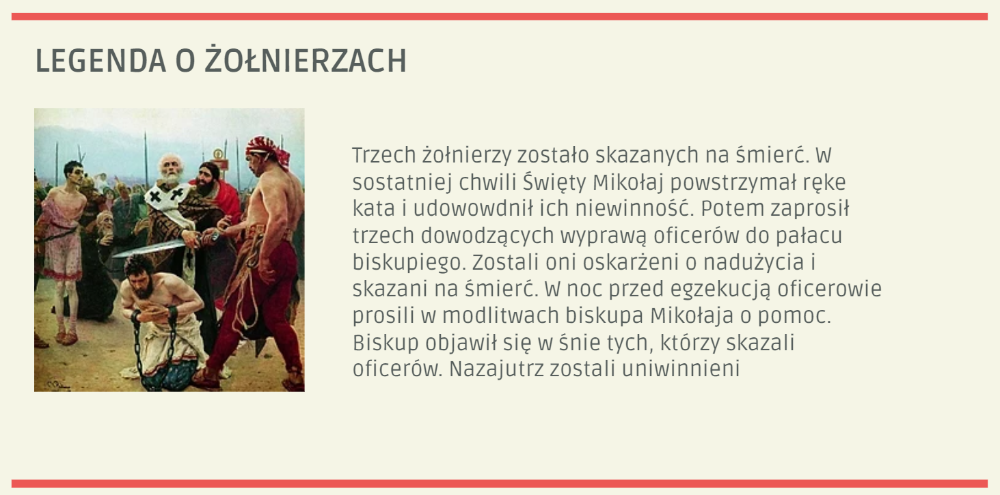 LEGENDA O ŻOŁNIERZACH
Trzech żołnierzy zostało skazanych na śmierć. W
sostatniej chwili Święty Mikołaj powstrzymał ręke
kata i udowowdnił ich niewinność. Potem zaprosił
trzech dowodzących wyprawą oficerów do pałacu
biskupiego. Zostali oni oskarżeni o nadużycia i
skazani na śmierć. W noc przed egzekucją oficerowie
prosili w modlitwach biskupa Mikołaja o pomoc.
Biskup objawił się w śnie tych, którzy skazali
oficerów. Nazajutrz zostali uniwinnieni